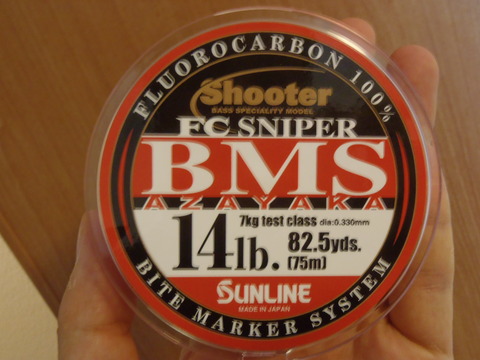 FLUOROCARBON 100%
Shooter
BASS SPECIALITY MODEL
FC SNIPER
BMS
AZAYAKA
7kg test class dia:0.330mm
14lb. 82.5yds.
(75m)
SUNLINE
MADE IN JAPAN
BITE MARKER SYSTEM